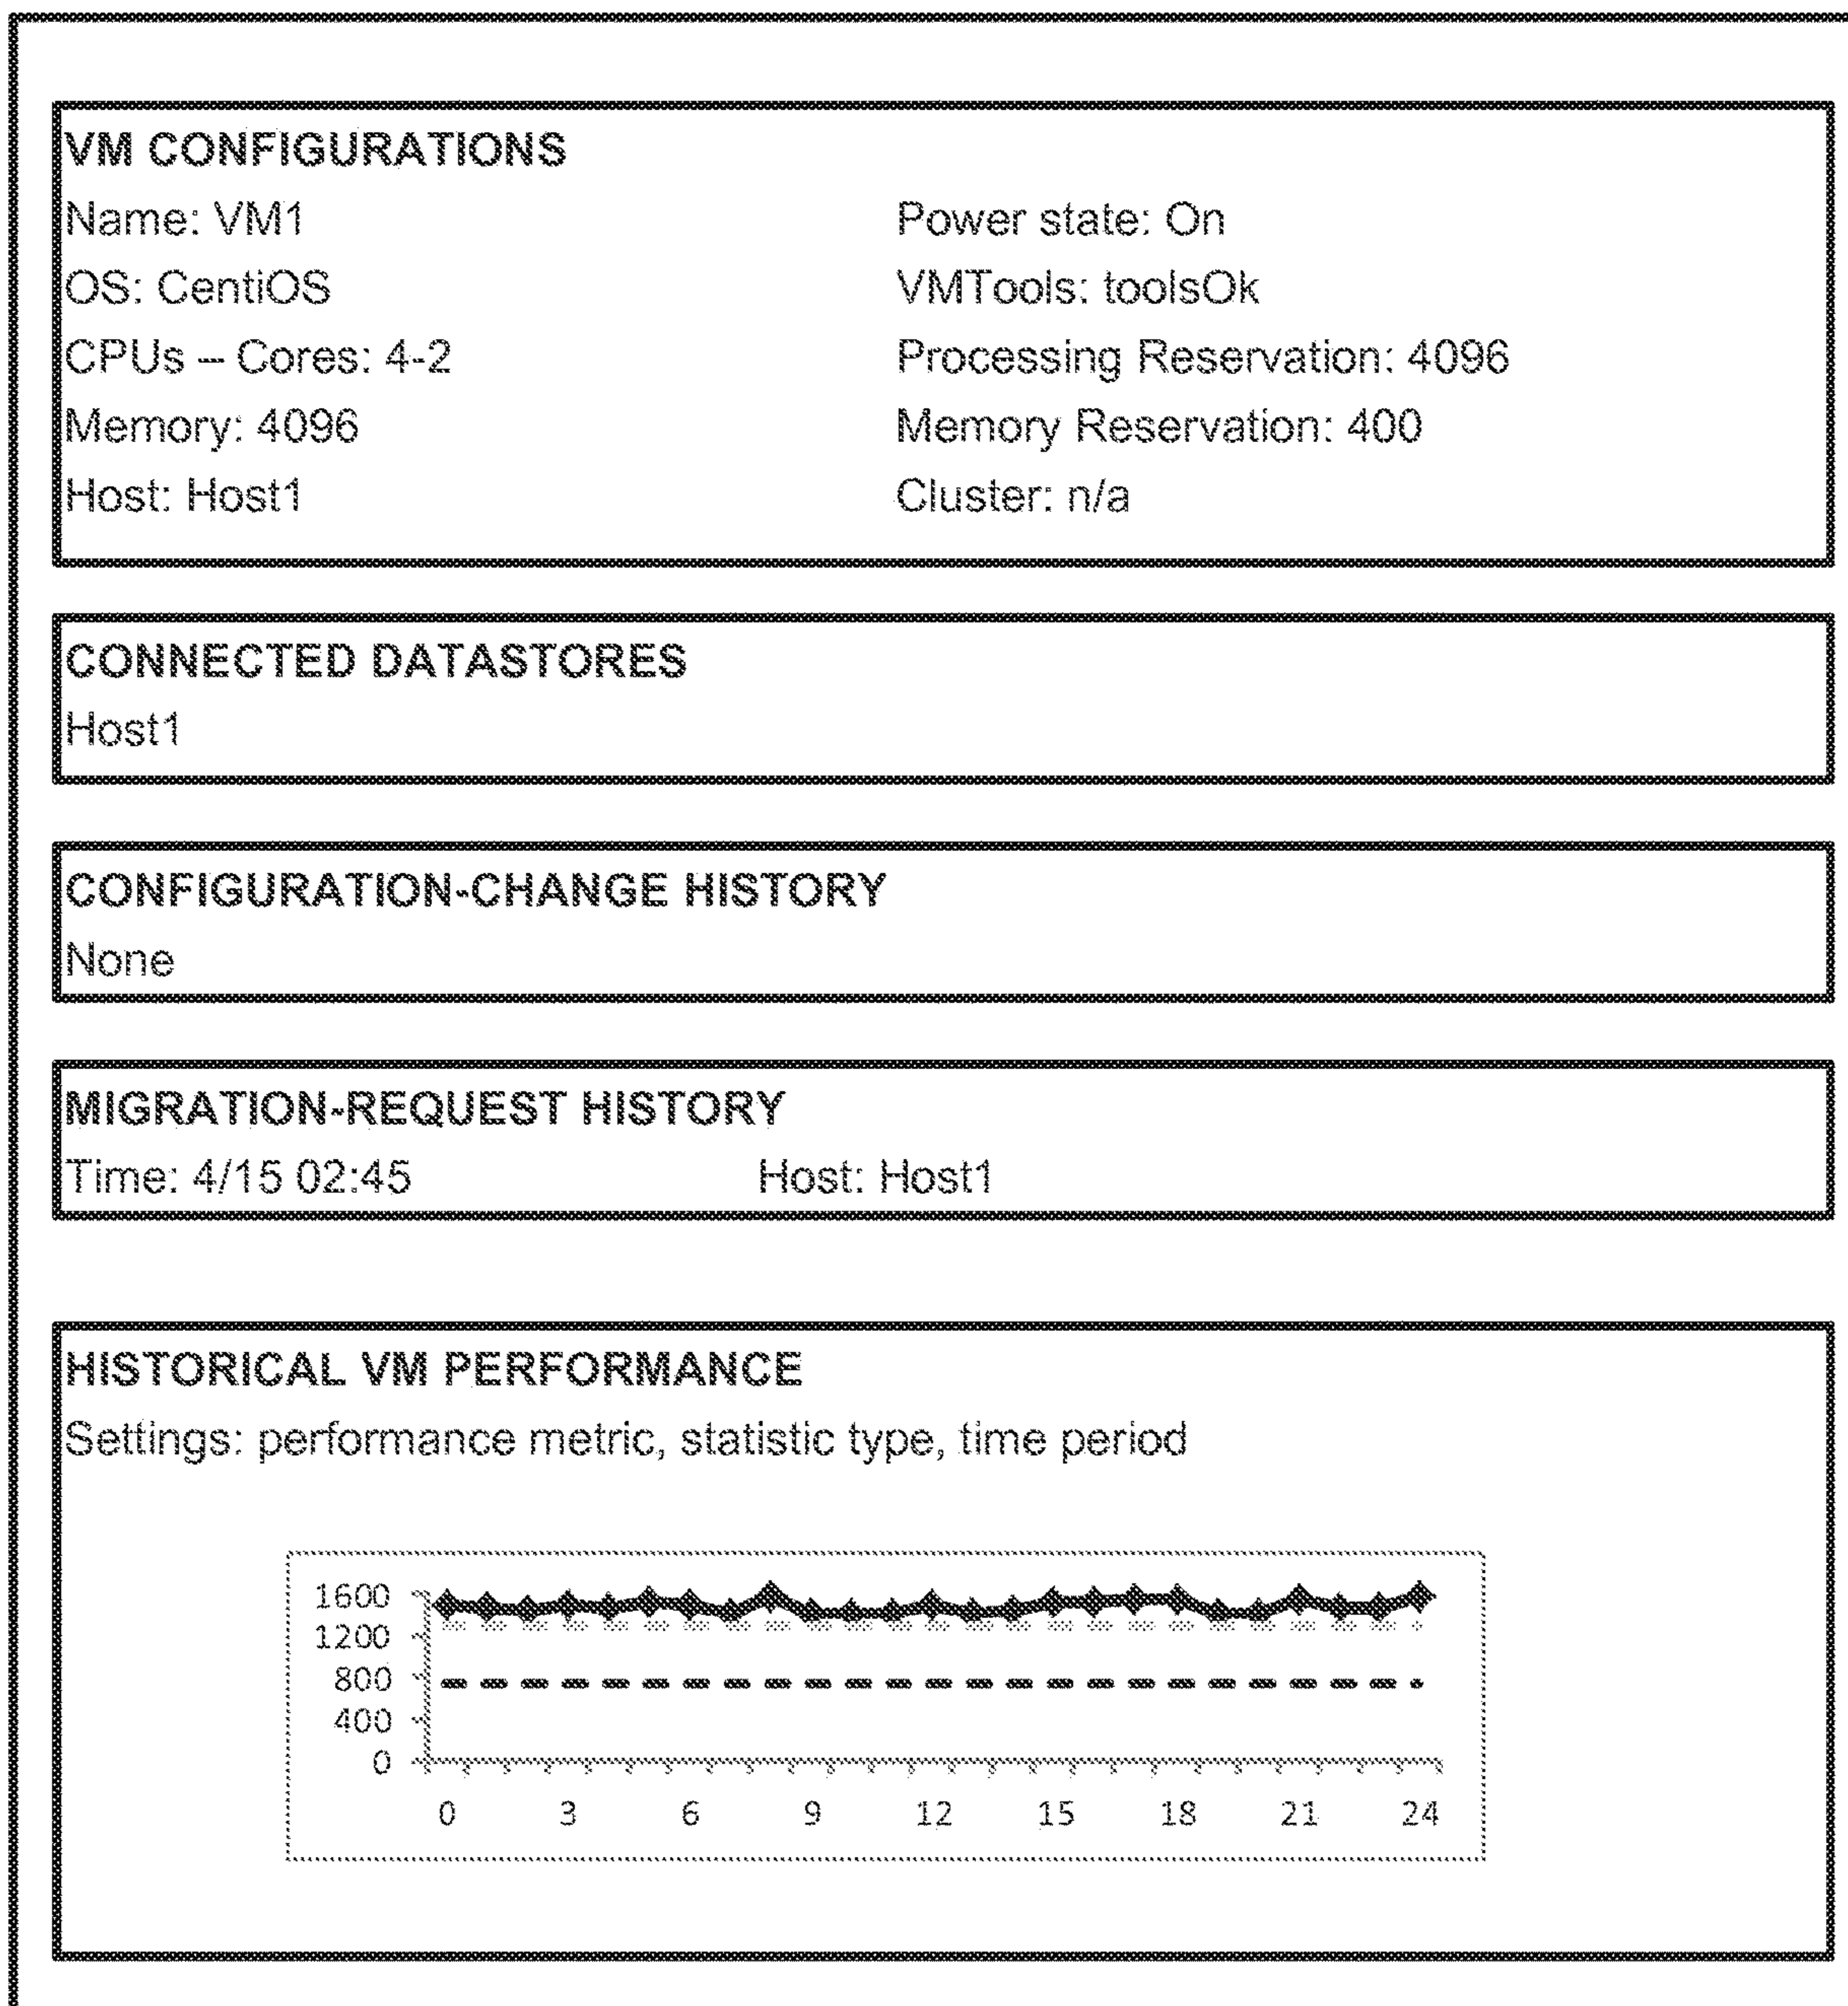 VM CONFIGURATIONS
Name: VM1 Power state: On
OS: CentiOS VMTools: toolsOk
CPUs – Cores: 4-2 Processing Reservation: 4096
Memory: 4096 Memory Reservation: 400
Host: Host1 Cluster: n/a
CONNECTED DATASTORES
Host1
CONFIGURATION-CHANGE HISTORY
None
MIGRATION-REQUEST HISTORY
Time: 4/15 02:45 Host: Host1
HISTORICAL VM PERFORMANCE
Settings: performance metric, statistic type, time period
1600
1200
800
400
0
0 3 6 9 12 15 18 21 24